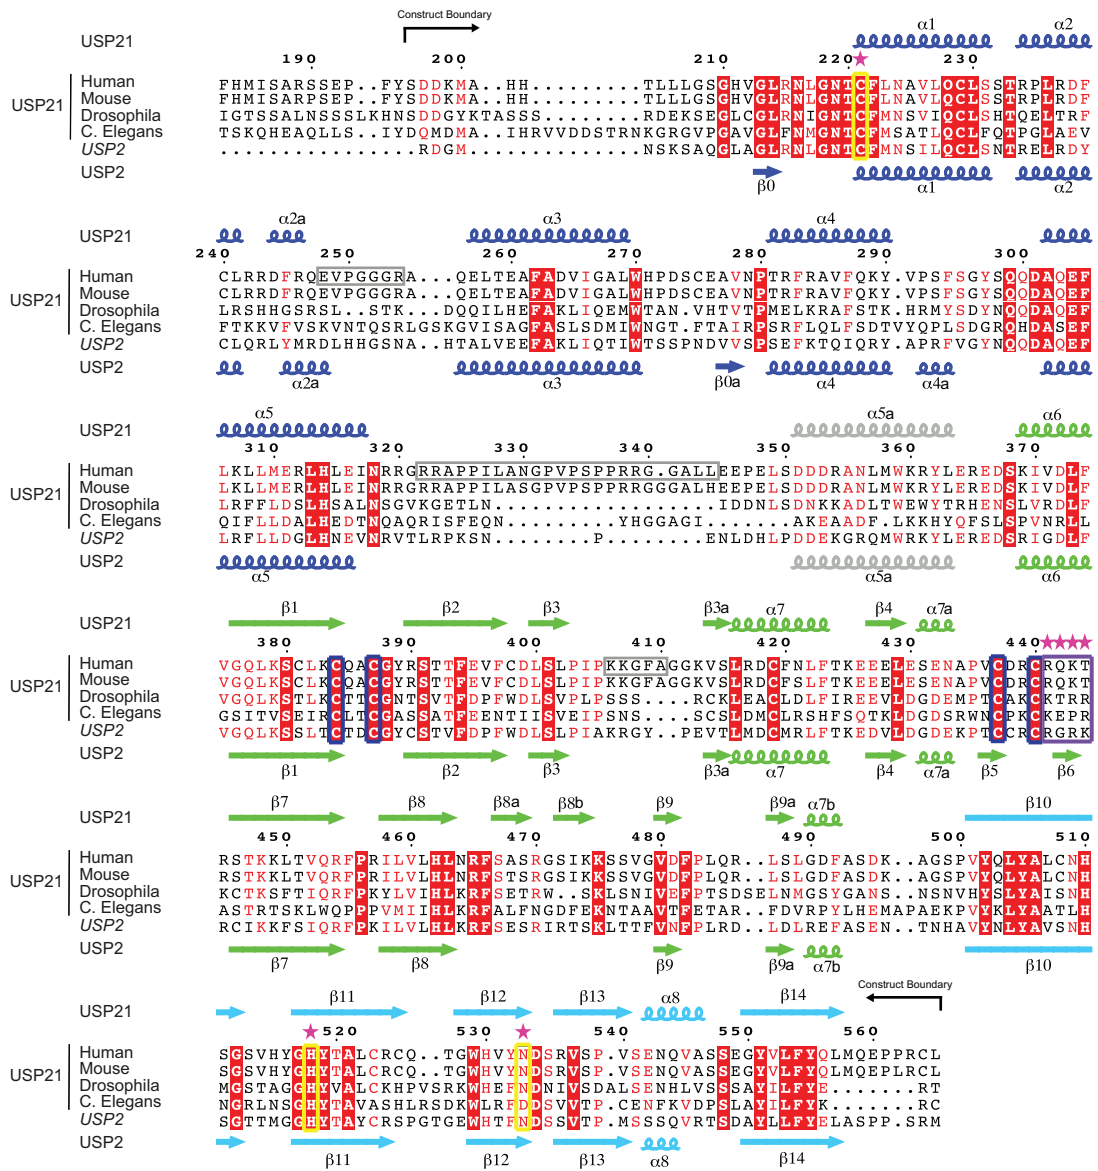 Construct Boundary
USP21 α1 α2
190 200 210 220 230
USP21
Human FHMISARSSEP..FYSDDKMA..HH.........TLLLGSGHVGLRNLGNTCFLNAVLQCLSSTRPLRDF
Mouse FHMISARPSEP..FYSDDKMA..HH.........TLLLGSGHVGLRNLGNTCFLNAVLQCLSSTRPLRDF
Drosophila IGTSSALNSSSLKHNSDDGYKTASSS........RDEKSEGLCGLRNIGNTCFMNSVIQCLSHTQELTRF
C. Elegans TSKQHEAQLLS.IYDQMDMA...IHRVVDDSTRNKGRGVPGAVGLFNMGNTCFMSATLQCLFQTPGLAEV
USP2 ................RDGM..............NSKSAQGLAGLRNLGNTCFMNSILQCLSNTRELRDY
USP2 β0 α1 α2
USP21 α2a α3 α4
240 250 260 270 280 290 300
USP21
Human CLRRDFRQEVPGGGRA...QELTEAFADVIGALWHPDSCEAVNPTRFRAVFQKY.VPSFSGYSQQDAQEF
Mouse CLRRDFRQEVPGGGRA...QELTEAFADVIGALWHPDSCEAVNPTRFRAVFQKY.VPSFSGYSQQDAQEF
Drosophila LRSHHGSRSL..STK....DQQILHEFAKLIQEMWTAN.VHTVTPMELKRAFSTK.HRMYSDYNQQDAQEF
C. Elegans FTKKVFVSKVNTQSRLGSKGVISAGFASLSDMIWNGT.FTAIRPSRFLQLFSDTVYQPLSDGRQHDASEF
USP2 CLQRLYMRDLHHGSNA..HTALVEEFAKLIQTIWTSSPNDVVSPSEFKTQIQRY.APRFVGYNQQDAQEF
USP2 α2a α3 β0a α4 α4a
USP21 α5 α5a α6
310 320 330 340 350 360 370
USP21
Human LKLLMERLHLEINRRGRRAPPILANGPVPSPPRRG.GALLEEPELSDDDRANLMWKRYLEREDSKIVDLF
Mouse LKLLMERLHLEINRRGRRAPPILASGPVPSPPRRGGGALHEEPELSDDDRANLMWKRYLEREDSKIVDLF
Drosophila LRFFLDSLHSALNSGVKGETLN..................IDDNLSDNKKADLTWEWYTRHENSLVRDLF
C. Elegans QIFLLDALHEDTNQAQRISFEQN.........YHGGAGI.......AKEAADF.LKKHYQFSLSPVNRLL
USP2 LRFLLDGLHNEVNRVTLRPKSN.........P.......ENLDHLPDDEKGRQMWRKYLEREDSRIGDLF
USP2 α5 α5a α6
USP21 β1 β2 β3 β3a α7 β4 α7a
380 390 400 410 420 430 440
USP21
Human VGQLKSCLKCQACGYRSTTFEVFCDLSLPIPKKGFAGGKVSLRDCFNLFTKEEELESENAPVCDRCRQKT
Mouse VGQLKSCLKCQACGYRSTTFEVFCDLSLPIPKKGFAGGKVSLRDCFSLFTKEEELESENAPVCDRCRQKT
Drosophila VGQLKSTLKCTTCGNTSVTFDPFWDLSVPLPSSS....RCKLEACLDLFIREEVLDGDEMPTCAKCKTRR
C. Elegans GSITVSEIRCLTCGASSATFEENTIISVEIPSNS....SCSLDMCLRSHFSQTKLDGDSRWNCPKCKEPR
USP2 VGQLKSSLTCTDCGYCSTVFDPFWDLSLPIAKRGY...PEVTLMDCMRLFTKEDVLDGDEKPTCCRCRGRK
USP2 β1 β2 β3 β3a α7 β4 α7a β5 β6
USP21 β7 β8 β8a β8b β9 β9a α7b β10
450 460 470 480 490 500 510
USP21
Human RSTKKLTVQRFPRILVLHLNRFSASRGSIKKSSVGVDFPLQR..LSLGDFASDK..AGSPVYQLYALCNH
Mouse RSTKKLTVQRFPRILVLHLNRFSTSRGSIKKSSVGVDFPLQR..LSLGDFASDK..AGSPVYQLYALCNH
Drosophila KCTKSFTIQRFPKYLVIHLKRFSETRW..SKLSNIVEFPTSDSELNMGSYGANS..NSNVHYSLYAISNH
C. Elegans ASTRTSKLWQPPPVMIIHLKRFALFNGDFEKNTAAVTFETAR..FDVRPYLHEMAPAEKPVYKLYAATLH
USP2 RCIKKFSIQRFPKILVLHLKRFSESRIRTSKLTTFVNFPLRD..LDLREFASEN..TNHAVYNLYAVSNH
USP2 β7 β8 β9 β9a α7b β10
Construct Boundary
USP21 β11 β12 β13 α8 β14
520 530 540 550 560
USP21
Human SGSVHYGHYTALCRCQ..TGWHVYNDSRVSP.VSENQVASSEGYVLFYQLMQEPPRCL
Mouse SGSVHYGHYTALCRCQ..TGWHVYNDSRVSP.VSENQVASSEGYVLFYQLMQEPPRCL
Drosophila MGSTAGGHYVALCKHPVSRKWHEFNDNIVSDALSENHLVSSSAYILFYE.......RT
C. Elegans NGRLNSGHYTAVASHLRSDKWLRFDDSVVTP.CENFKVDPSLAYILFYK.......RC
USP2 SGTTMGGHYTAYCRSPGTGEWHTFNDSSVTP.MSSSQVRTSDAYLLFYELASPP.SRM
USP2 β11 β12 β13 α8 β14